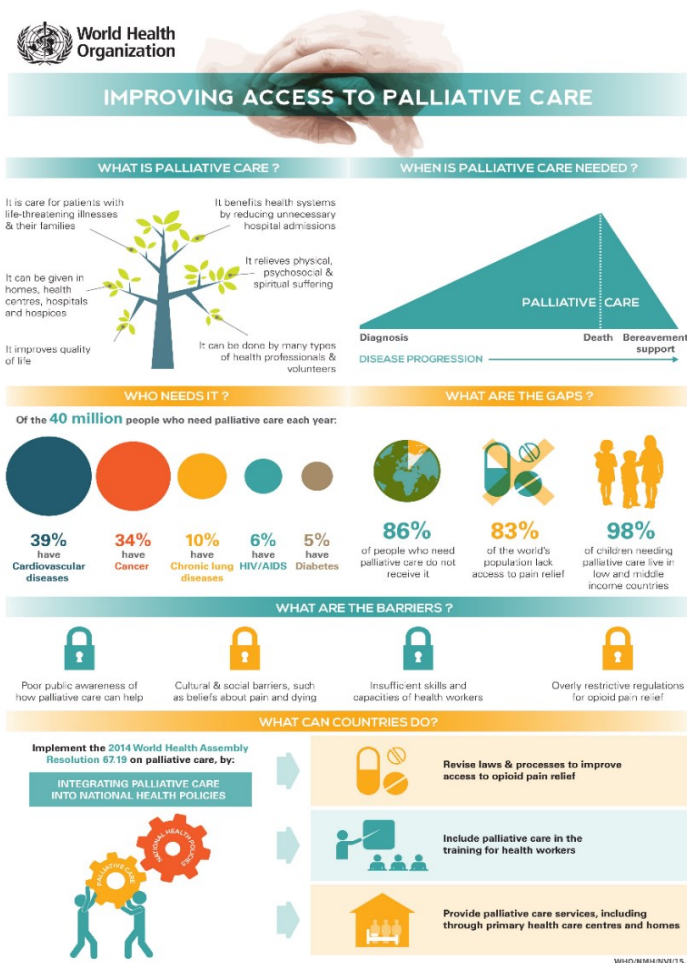 World Health
Organization
IMPROVING ACCESS TO PALLIATIVE CARE
WHAT IS PALLIATIVE CARE ?
It is care for patients with
life-threatening illnesses
& their families
It benefits health systems
by reducing unnecessary
hospital admissions
It can be given in
homes, health
centres, hospitals
and hospices
It relieves physical,
psychosocial &
spiritual suffering
It improves quality
of life
It can be done by many types
of health professionals &
volunteers
WHEN IS PALLIATIVE CARE NEEDED ?
PALLIATIVE CARE
Diagnosis
Death
Bereavement
support
DISEASE PROGRESSION
WHO NEEDS IT ?
Of the 40 million people who need palliative care each year:
39%
have
Cardiovascular
diseases
34%
have
Cancer
10%
have
Chronic lung
diseases
6%
have
HIV/AIDS
5%
have
Diabetes
WHAT ARE THE GAPS ?
86%
of people who need
palliative care do not
receive it
83%
of the world's
population lack
access to pain relief
98%
of children needing
palliative care live in
low and middle
income countries
WHAT ARE THE BARRIERS ?
Poor public awareness of
how palliative care can help
Cultural & social barriers, such
as beliefs about pain and dying
Insufficient skills and
capacities of health workers
Overly restrictive regulations
for opioid pain relief
WHAT CAN COUNTRIES DO?
Implement the 2014 World Health Assembly
Resolution 67.19 on palliative care, by:
INTEGRATING PALLIATIVE CARE
INTO NATIONAL HEALTH POLICIES
NATIONAL HEALTH POLICIES
PALLIATIVE CARE
Revise laws & processes to improve
access to opioid pain relief
Include palliative care in the
training for health workers
Provide palliative care services, including
through primary health care centres and homes